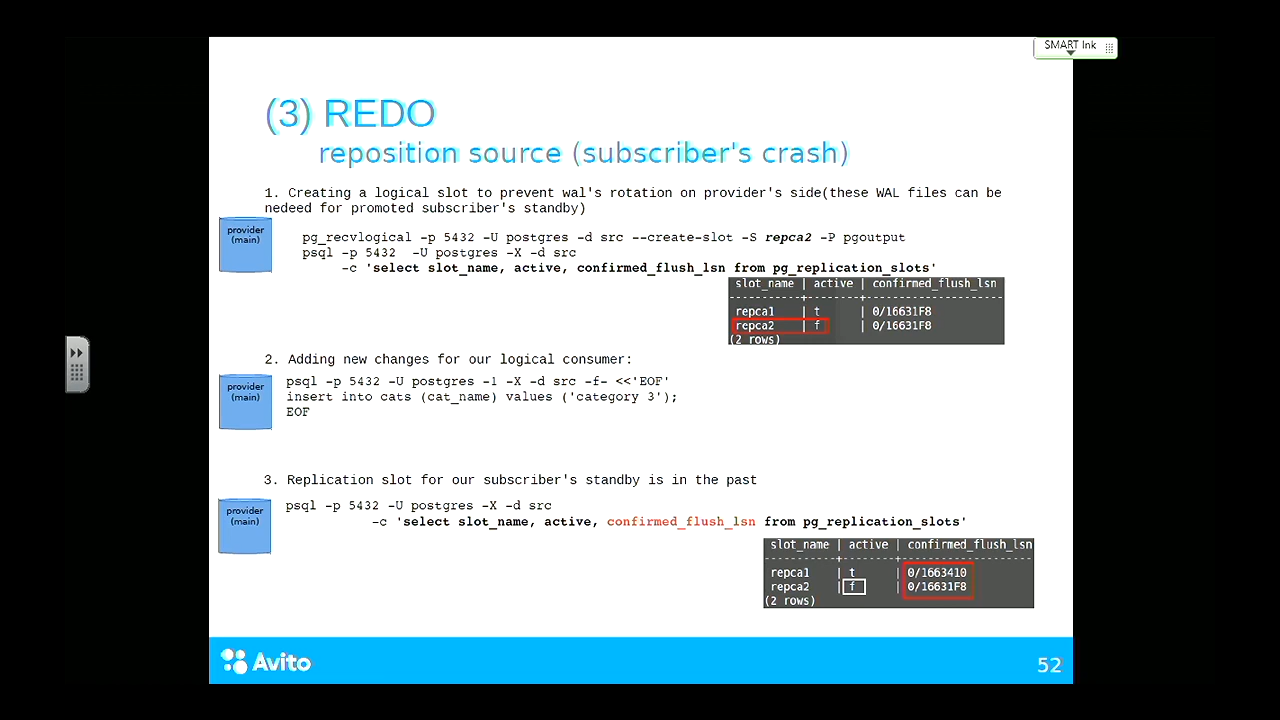 SMART Ink
(3) REDO
reposition source (subscriber's crash)
1. Creating a logical slot to prevent wal's rotation on provider's side(these WAL files can be
nedeed for promoted subscriber's standby)
provider
(main)
pg_recvlogical -p 5432 -U postgres -d src --create-slot -S repca2 -P pgoutput
psql -p 5432 -U postgres -X -d src
-c 'select slot_name, active, confirmed_flush_lsn from pg_replication_slots'
slot_name | active | confirmed_flush_lsn
-----------+--------+---------------------
repca1 | t | 0/16631F8
repca2 | f | 0/16631F8
(2 rows)
2. Adding new changes for our logical consumer:
provider
(main)
psql -p 5432 -U postgres -1 -X -d src -f- <<'EOF'
insert into cats (cat_name) values ('category 3');
EOF
3. Replication slot for our subscriber's standby is in the past
provider
(main)
psql -p 5432 -U postgres -X -d src
-c 'select slot_name, active, confirmed_flush_lsn from pg_replication_slots'
slot_name | active | confirmed_flush_lsn
-----------+--------+---------------------
repca1 | t | 0/1663410
repca2 | f | 0/16631F8
(2 rows)
Avito
52